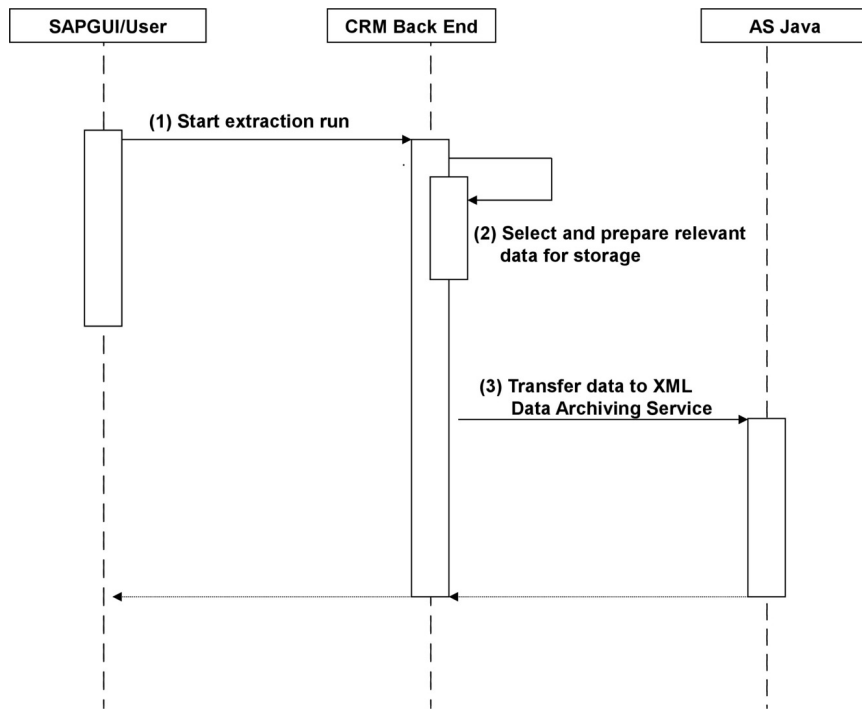 SAPGUI/User
CRM Back End
AS Java
(1) Start extraction run
(2) Select and prepare relevant
data for storage
(3) Transfer data to XML
Data Archiving Service